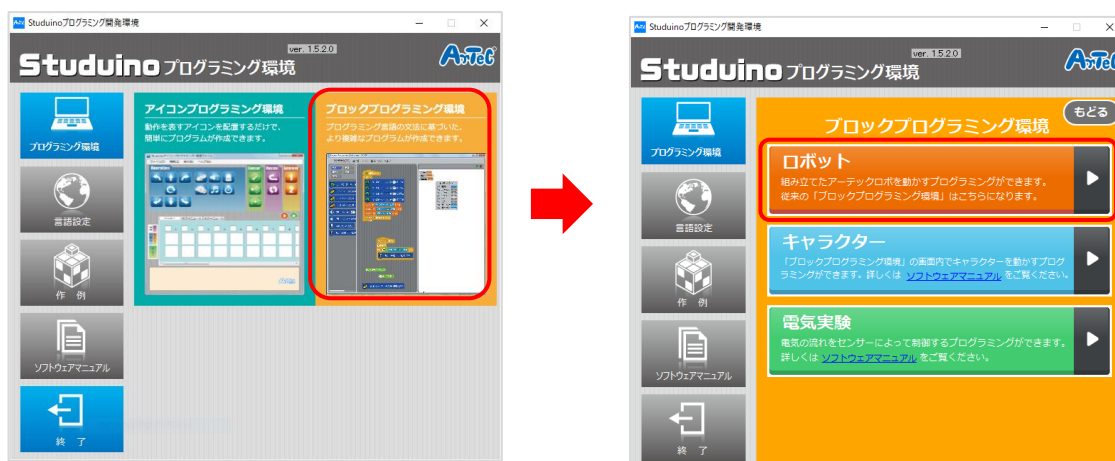 Studuinoプログラミング開発環境
ver. 1.5.2.0
Studuino プログラミング環境
ArTeC
プログラミング環境
言語設定
作 例
ソフトウェアマニュアル
終 了
アイコンプログラミング環境
動作を表すアイコンを配置するだけで、
簡単にプログラムが作成できます。
ブロックプログラミング環境
プログラミング言語の文法に基づいた、
より複雑なプログラムが作成できます。
Studuinoプログラミング開発環境
ver. 1.5.2.0
Studuino プログラミング環境
ArTeC
プログラミング環境
言語設定
作 例
ソフトウェアマニュアル
終 了
もどる
ブロックプログラミング環境
ロボット
組み立てたアーテックロボを動かすプログラミングができます。
従来の「ブロックプログラミング環境」はこちらになります。
キャラクター
「ブロックプログラミング環境」の画面内でキャラクターを動かすプログ
ラミングができます。詳しくは ソフトウェアマニュアル をご覧ください。
電気実験
電気の流れをセンサーによって制御するプログラミングができます。
詳しくは ソフトウェアマニュアル をご覧ください。